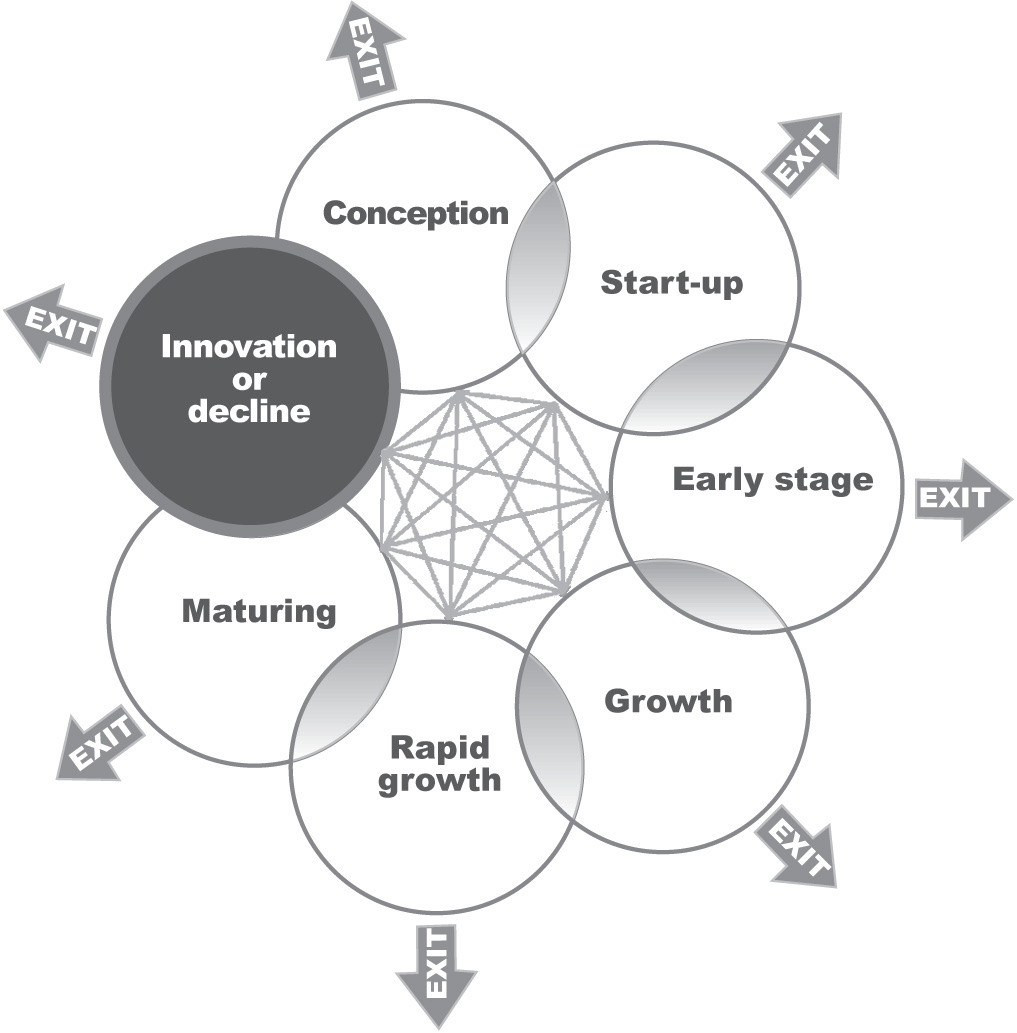 EXIT
Conception
EXIT
Start-up
EXIT
Innovation
or
decline
Early stage
EXIT
Maturing
Growth
EXIT
Rapid
growth
EXIT
EXIT